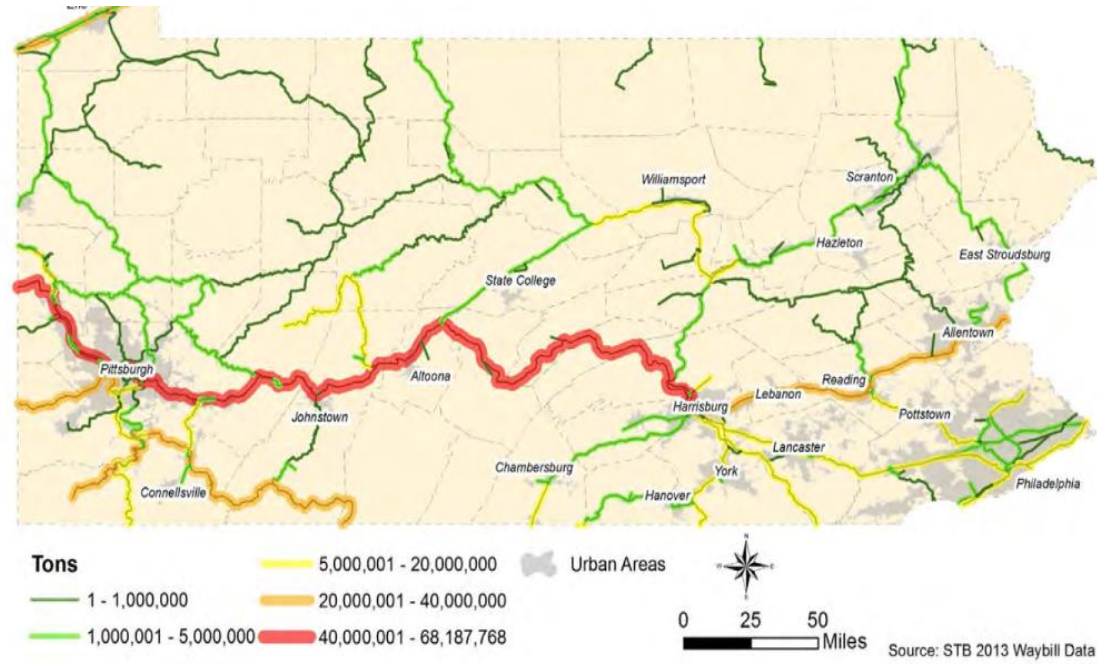 Erie
Williamsport
Scranton
Hazleton
State College
East Stroudsburg
Allentown
Pittsburgh
Altoona
Reading
Lebanon
Harrisburg
Johnstown
Pottstown
Lancaster
Chambersburg
York
Philadelphia
Connellsville
Hanover
Tons
1 - 1,000,000
1,000,001 - 5,000,000
5,000,001 - 20,000,000
20,000,001 - 40,000,000
40,000,001 - 68,187,768
Urban Areas
N
W E
S
0 25 50
Miles
Source: STB 2013 Waybill Data